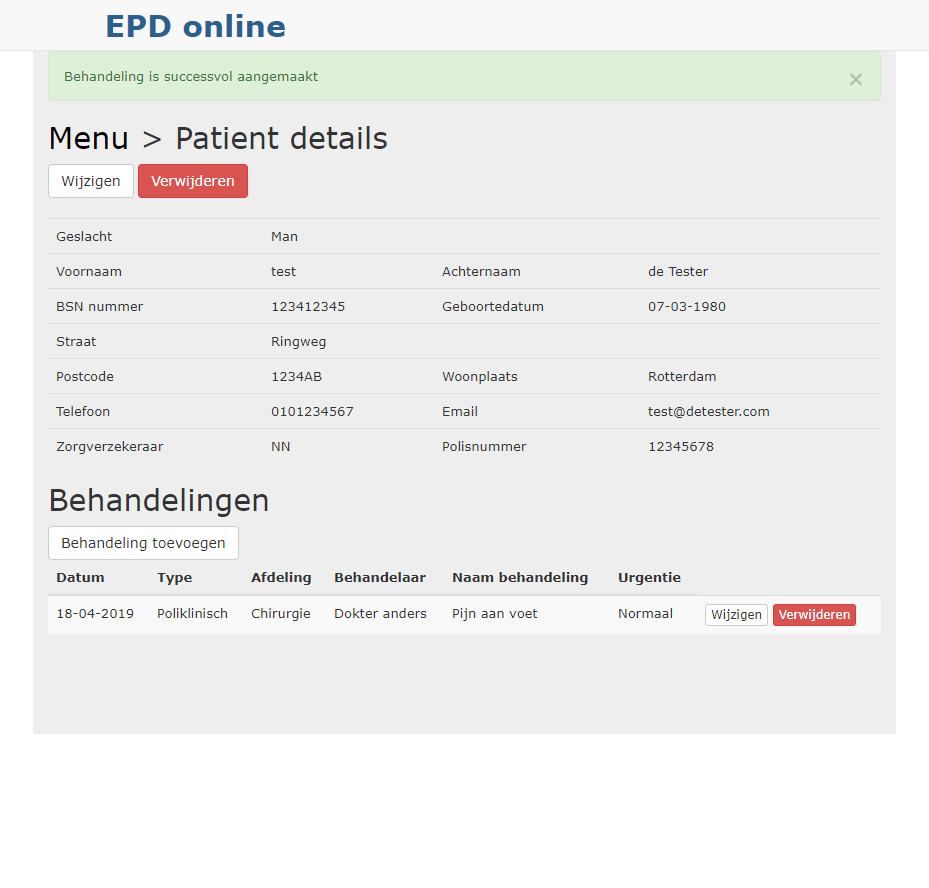 EPD online
Behandeling is successvol aangemaakt ×
Menu > Patient details
Wijzigen Verwijderen
Geslacht Man
Voornaam test Achternaam de Tester
BSN nummer 123412345 Geboortedatum 07-03-1980
Straat Ringweg
Postcode 1234AB Woonplaats Rotterdam
Telefoon 0101234567 Email test@detester.com
Zorgverzekeraar NN Polisnummer 12345678
Behandelingen
Behandeling toevoegen
Datum Type Afdeling Behandelaar Naam behandeling Urgentie
18-04-2019 Poliklinisch Chirurgie Dokter anders Pijn aan voet Normaal Wijzigen Verwijderen